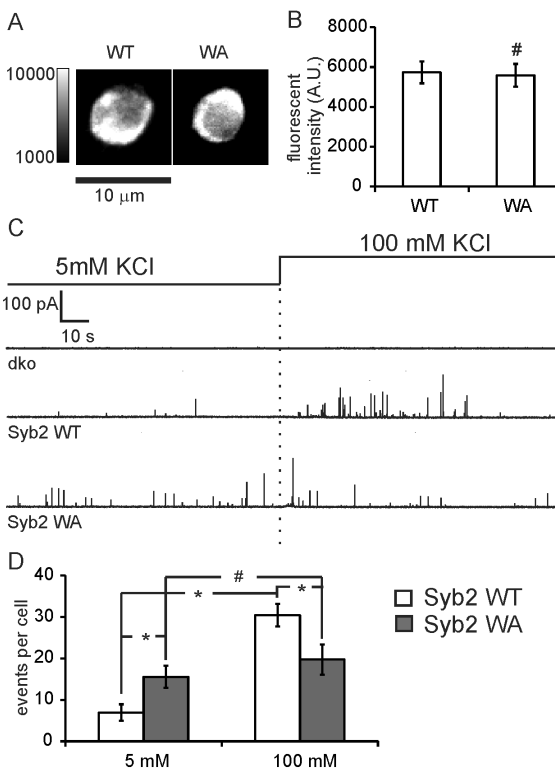 A
WT
WA
10000
1000
10 μm
B
fluorescent
intensity (A.U.)
8000
6000
4000
2000
0
#
WT
WA
C
5mM KCl
100 mM KCl
100 pA
10 s
dko
Syb2 WT
Syb2 WA
D
events per cell
40
30
20
10
0
#
*
*
*
5 mM
100 mM
Syb2 WT
Syb2 WA